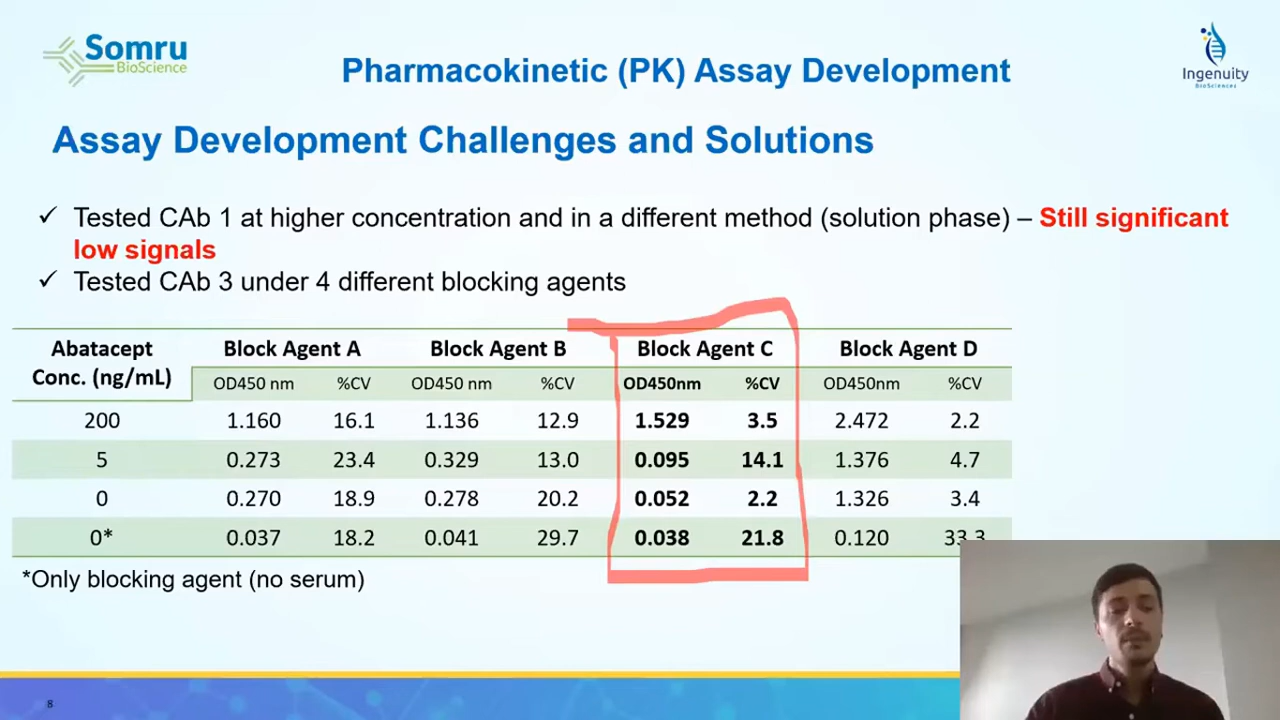 Somru
BioScience
Ingenuity
BioSciences
Pharmacokinetic (PK) Assay Development
Assay Development Challenges and Solutions
✓ Tested CAb 1 at higher concentration and in a different method (solution phase) – Still significant
low signals
✓ Tested CAb 3 under 4 different blocking agents
Abatacept Conc. (ng/mL) Block Agent A Block Agent B Block Agent C Block Agent D
OD450 nm %CV OD450 nm %CV OD450nm %CV OD450nm %CV
200 1.160 16.1 1.136 12.9 1.529 3.5 2.472 2.2
5 0.273 23.4 0.329 13.0 0.095 14.1 1.376 4.7
0 0.270 18.9 0.278 20.2 0.052 2.2 1.326 3.4
0* 0.037 18.2 0.041 29.7 0.038 21.8 0.120 33.3
*Only blocking agent (no serum)
8